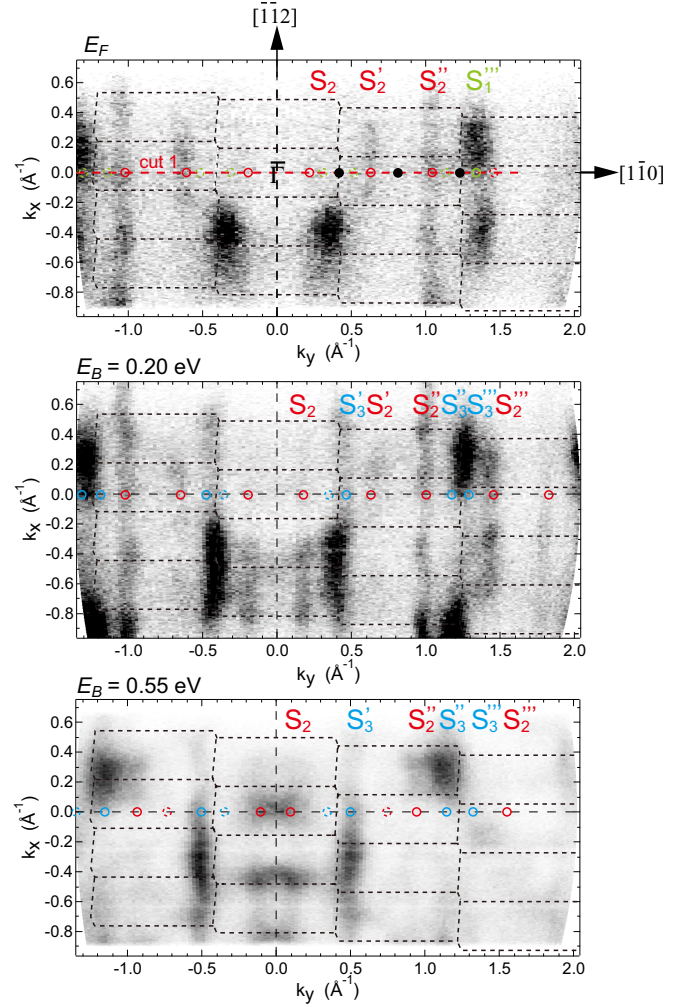 [1̅1̅2]
E_F
S₂ S₂′ S₂″ S₁‴
0.6
0.4
0.2
0.0
-0.2
-0.4
-0.6
-0.8
k_x (Å⁻¹)
cut 1
Γ̅
[11̅0]
-1.0 -0.5 0.0 0.5 1.0 1.5 2.0
k_y (Å⁻¹)
E_B = 0.20 eV
S₂ S₃′ S₂′ S₂″ S₃″ S₃‴ S₂‴
0.6
0.4
0.2
0.0
-0.2
-0.4
-0.6
-0.8
k_x (Å⁻¹)
-1.0 -0.5 0.0 0.5 1.0 1.5 2.0
k_y (Å⁻¹)
E_B = 0.55 eV
S₂ S₃′ S₂″ S₃″ S₃‴ S₂‴
0.6
0.4
0.2
0.0
-0.2
-0.4
-0.6
-0.8
k_x (Å⁻¹)
-1.0 -0.5 0.0 0.5 1.0 1.5 2.0
k_y (Å⁻¹)